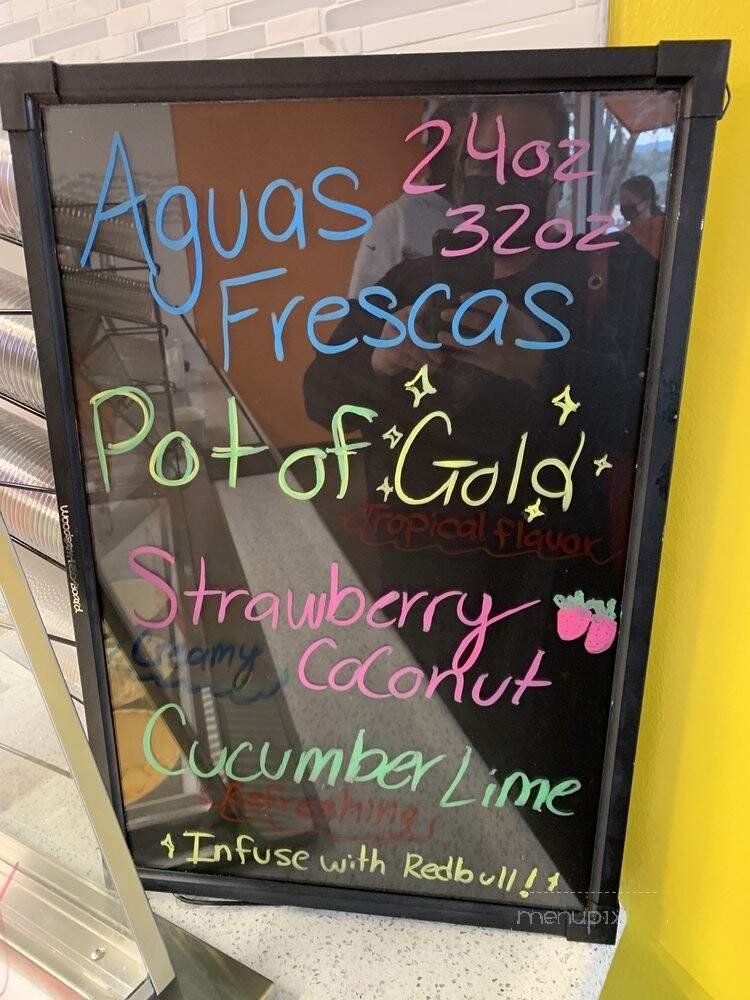 Aguas 24oz
32oz
Frescas
Pot of Gold
Tropical flavor
Strawberry
Creamy Coconut
Cucumber Lime
Refreshing
Infuse with Redbull!
menupix